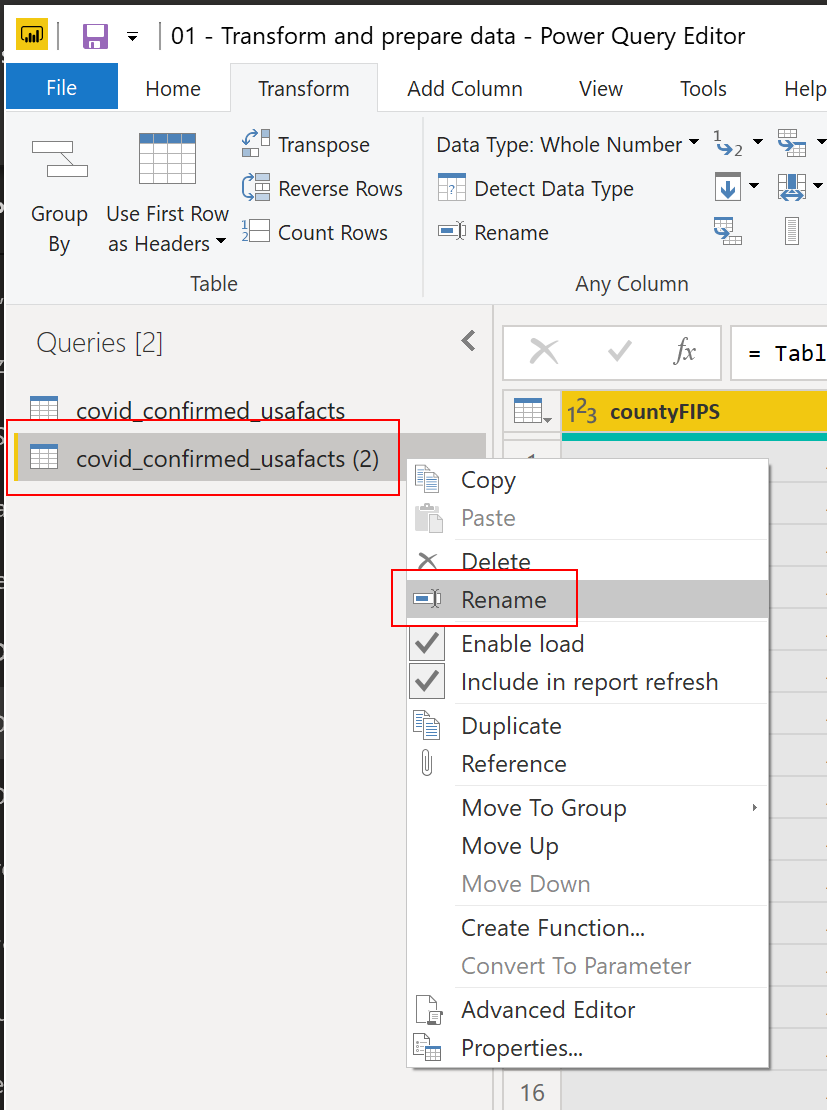 01 - Transform and prepare data - Power Query Editor
File Home Transform Add Column View Tools Help
Group By
Use First Row as Headers
Transpose
Reverse Rows
Count Rows
Table
Data Type: Whole Number
1 2
Detect Data Type
Rename
Any Column
Queries [2]
covid_confirmed_usafacts
covid_confirmed_usafacts (2)
fx = Tabl
123 countyFIPS
Copy
Paste
Delete
Rename
Enable load
Include in report refresh
Duplicate
Reference
Move To Group
Move Up
Move Down
Create Function...
Convert To Parameter
Advanced Editor
Properties...
16